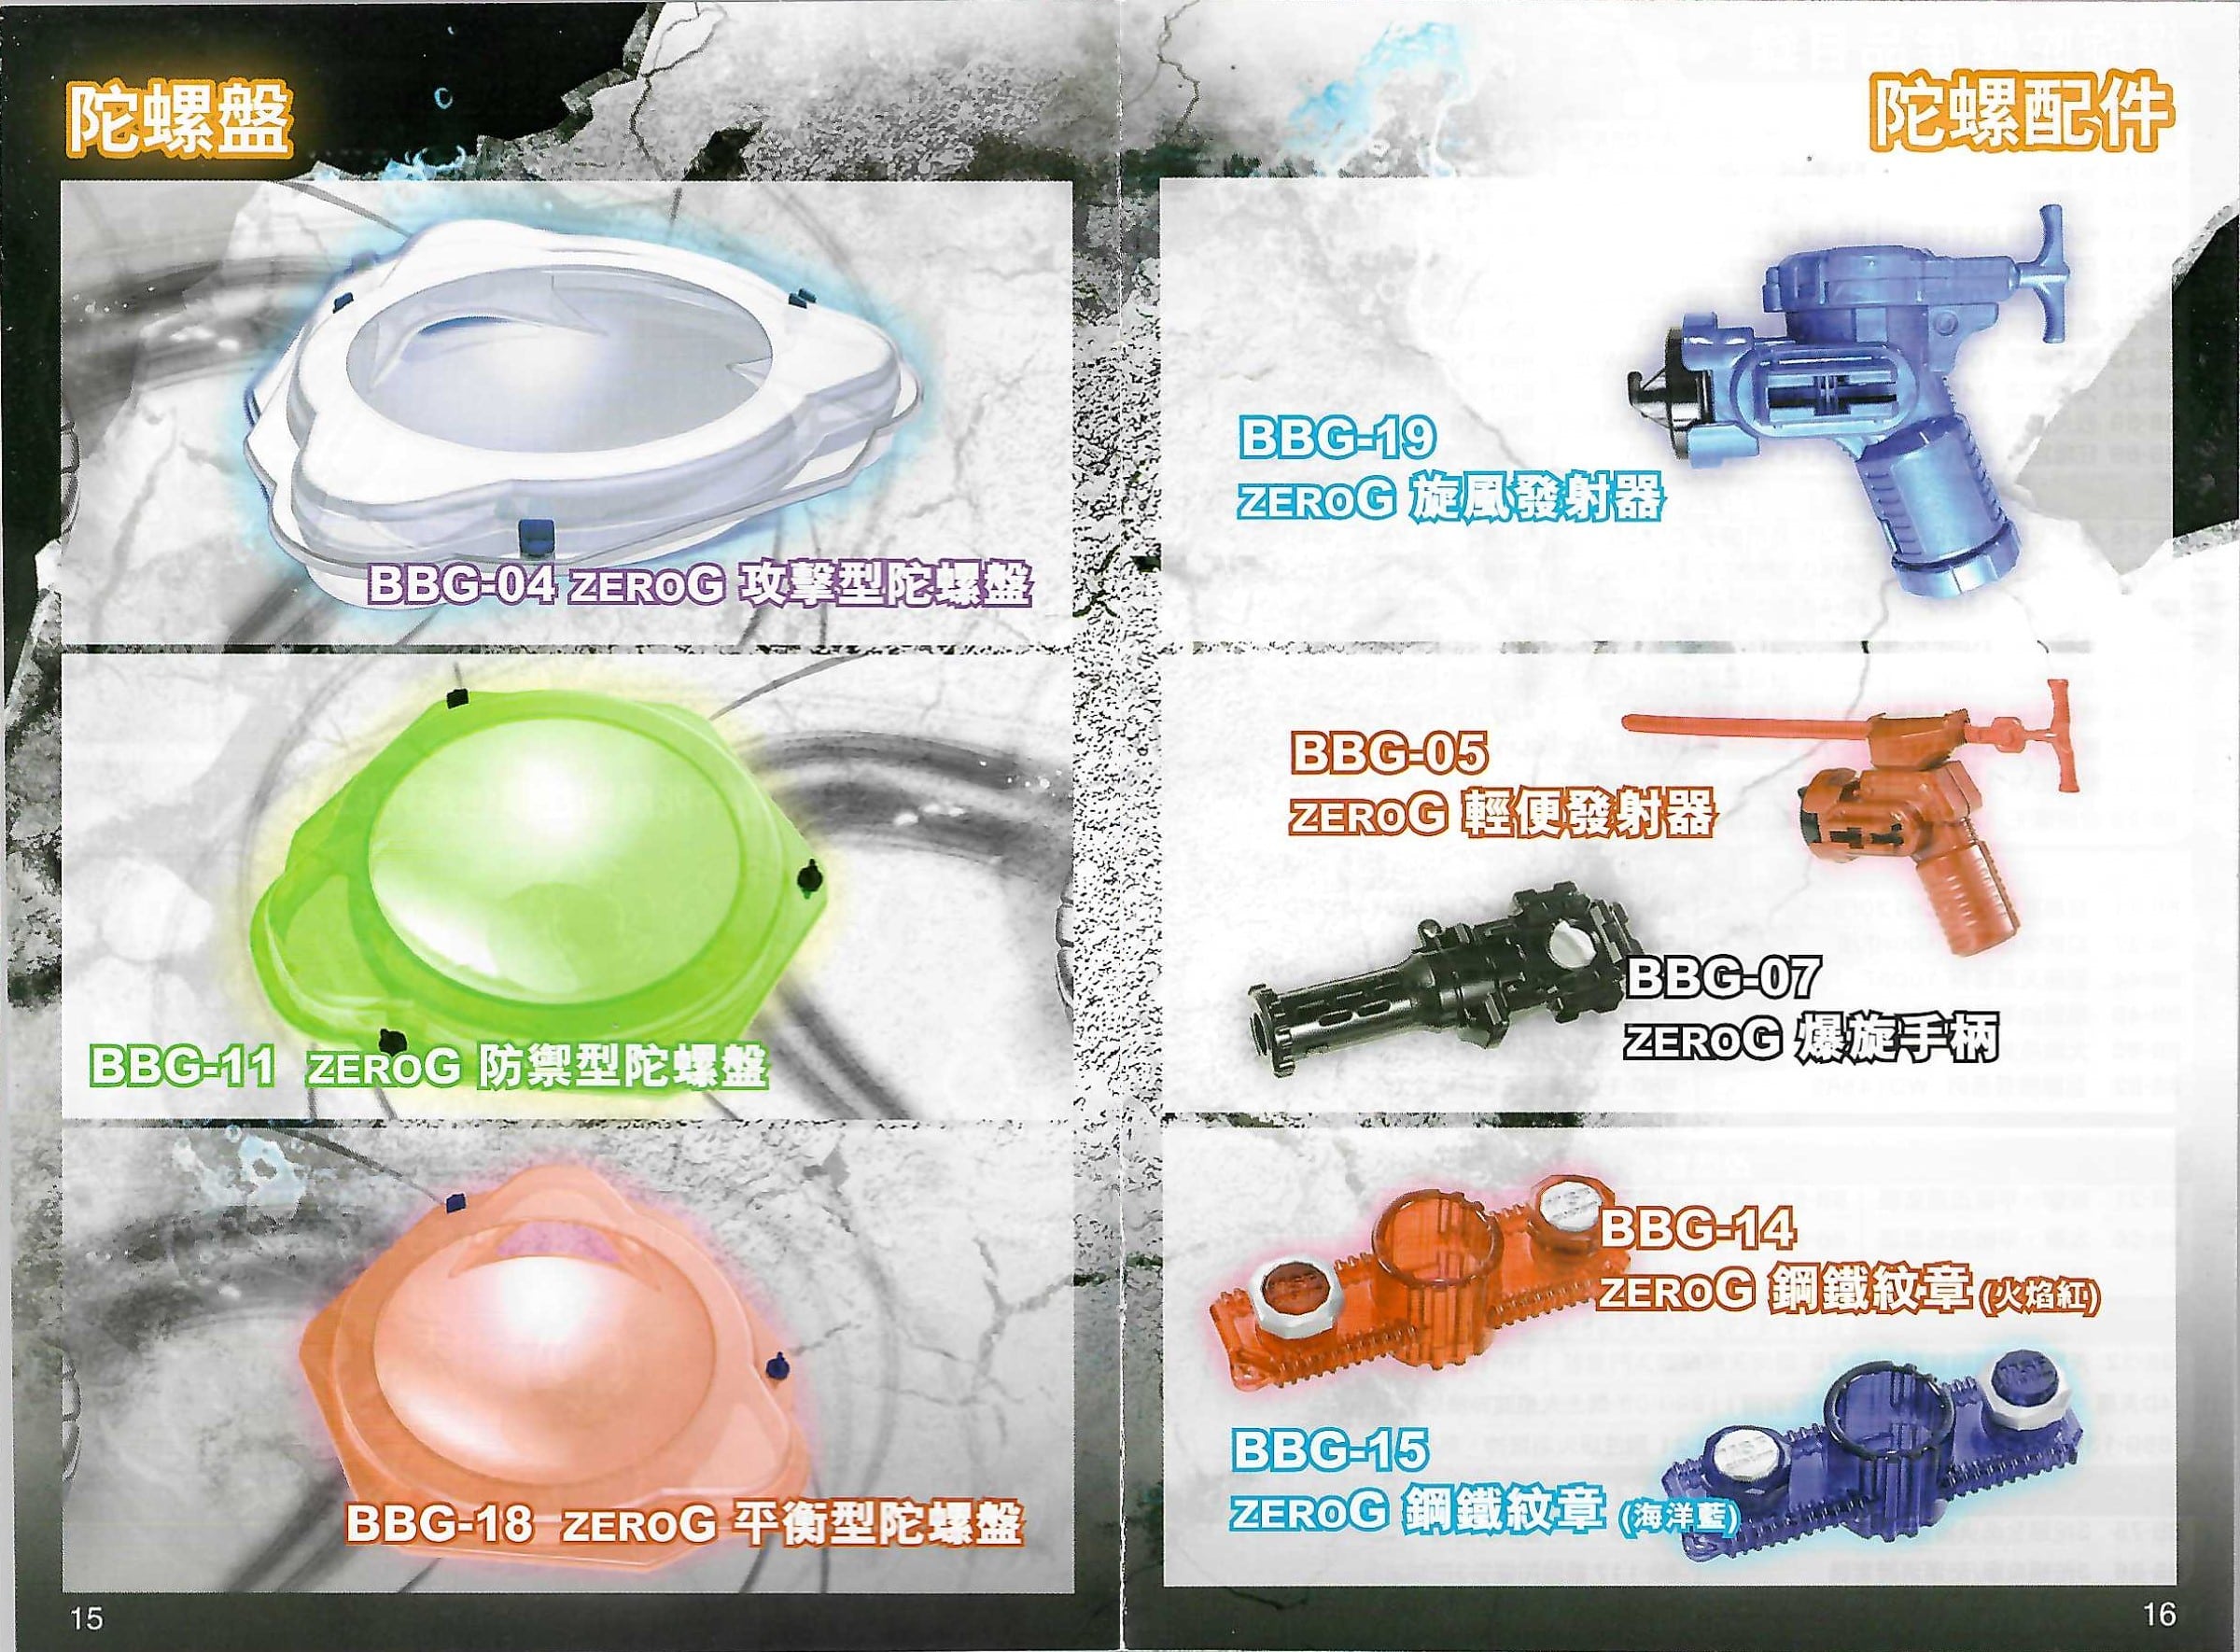 陀螺盤
BBG-04 ZEROG 攻擊型陀螺盤
BBG-11 ZEROG 防禦型陀螺盤
BBG-18 ZEROG 平衡型陀螺盤
15
陀螺配件
BBG-19
ZEROG 旋風發射器
BBG-05
ZEROG 輕便發射器
BBG-07
ZEROG 爆旋手柄
BBG-14
ZEROG 鋼鐵紋章 (火焰紅)
BBG-15
ZEROG 鋼鐵紋章 (海洋藍)
16